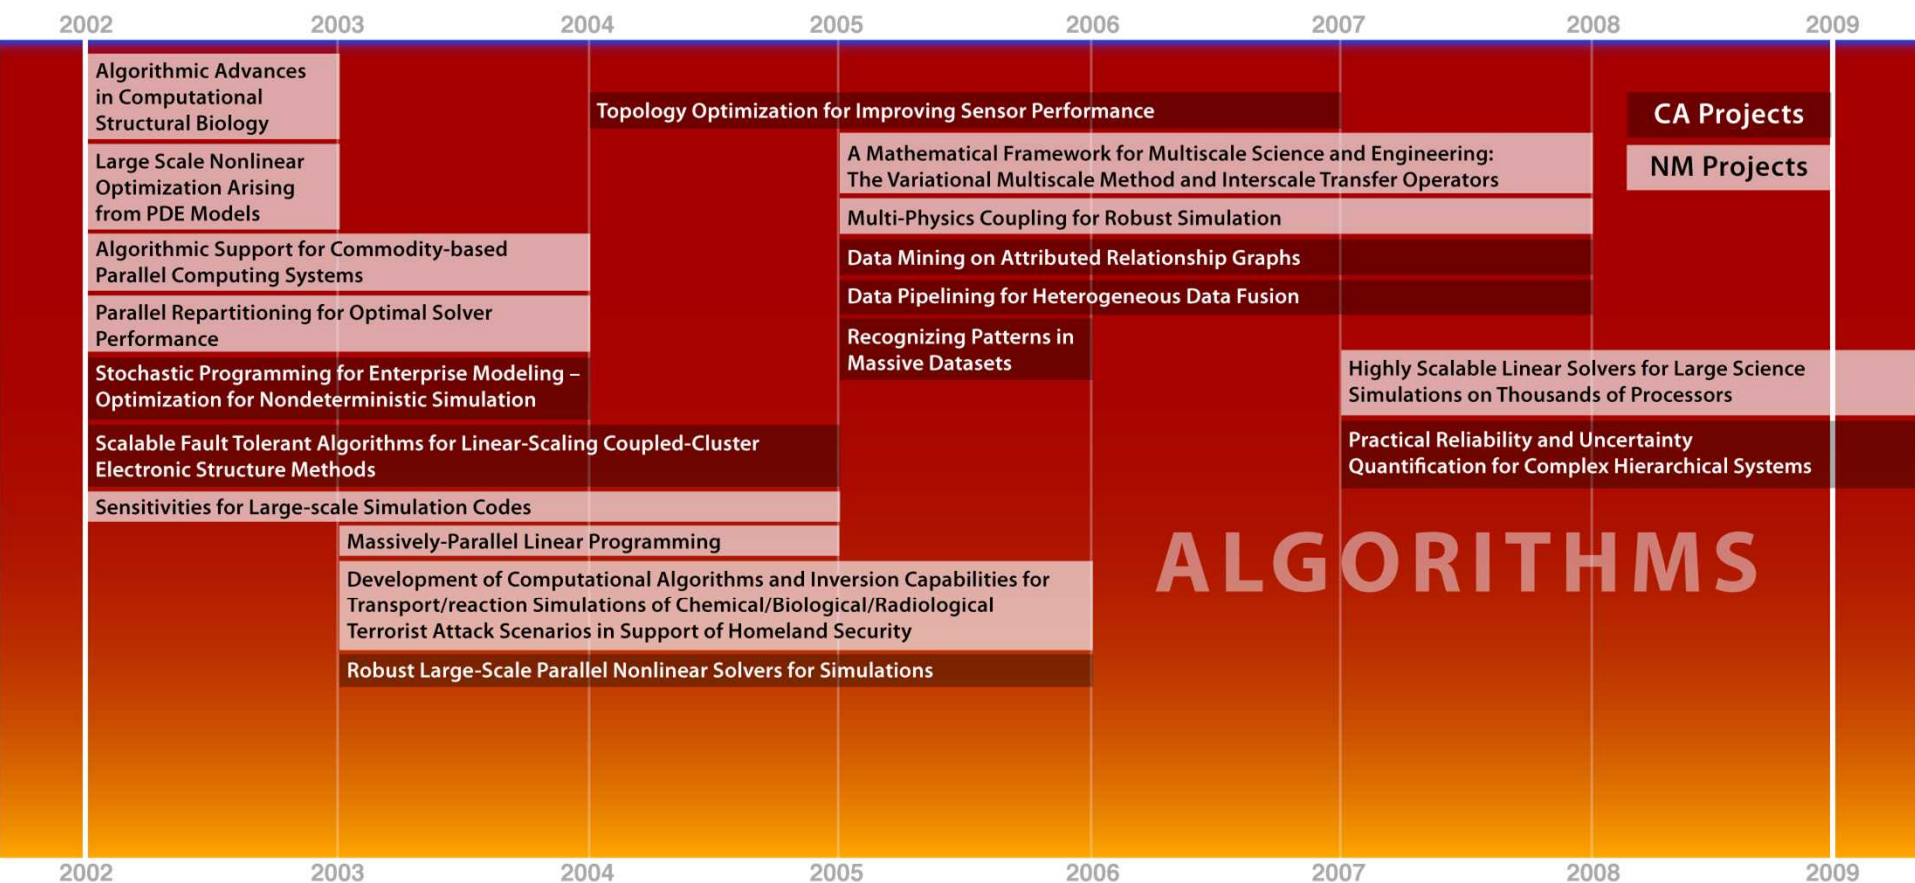 2002 2003 2004 2005 2006 2007 2008 2009
Algorithmic Advances
in Computational
Structural Biology
Topology Optimization for Improving Sensor Performance
CA Projects
NM Projects
Large Scale Nonlinear
Optimization Arising
from PDE Models
A Mathematical Framework for Multiscale Science and Engineering:
The Variational Multiscale Method and Interscale Transfer Operators
Multi-Physics Coupling for Robust Simulation
Algorithmic Support for Commodity-based
Parallel Computing Systems
Data Mining on Attributed Relationship Graphs
Data Pipelining for Heterogeneous Data Fusion
Parallel Repartitioning for Optimal Solver
Performance
Recognizing Patterns in
Massive Datasets
Stochastic Programming for Enterprise Modeling –
Optimization for Nondeterministic Simulation
Highly Scalable Linear Solvers for Large Science
Simulations on Thousands of Processors
Scalable Fault Tolerant Algorithms for Linear-Scaling Coupled-Cluster
Electronic Structure Methods
Practical Reliability and Uncertainty
Quantification for Complex Hierarchical Systems
Sensitivities for Large-scale Simulation Codes
Massively-Parallel Linear Programming
ALGORITHMS
Development of Computational Algorithms and Inversion Capabilities for
Transport/reaction Simulations of Chemical/Biological/Radiological
Terrorist Attack Scenarios in Support of Homeland Security
Robust Large-Scale Parallel Nonlinear Solvers for Simulations
2002 2003 2004 2005 2006 2007 2008 2009